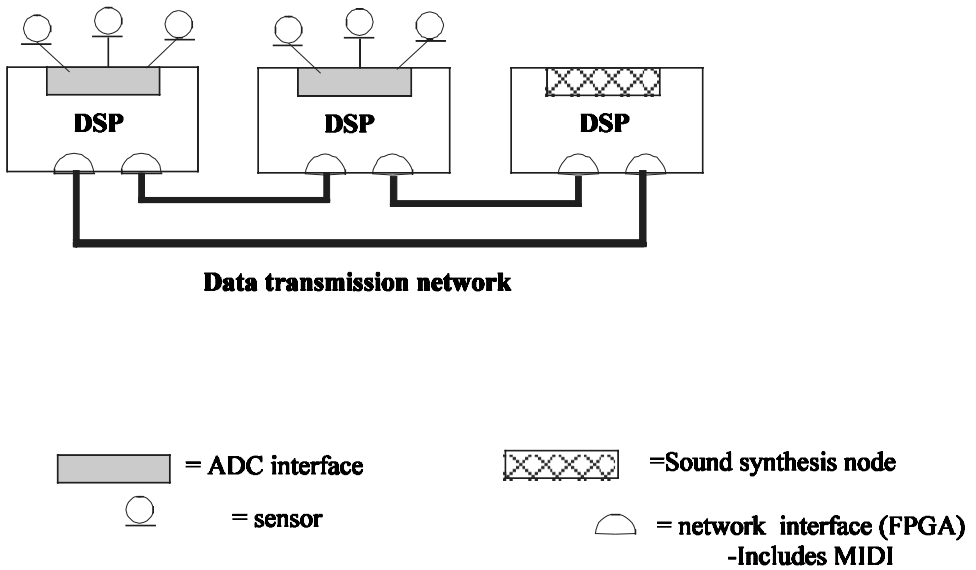 DSP
DSP
DSP
Data transmission network
= ADC interface
=Sound synthesis node
= sensor
= network interface (FPGA)
-Includes MIDI